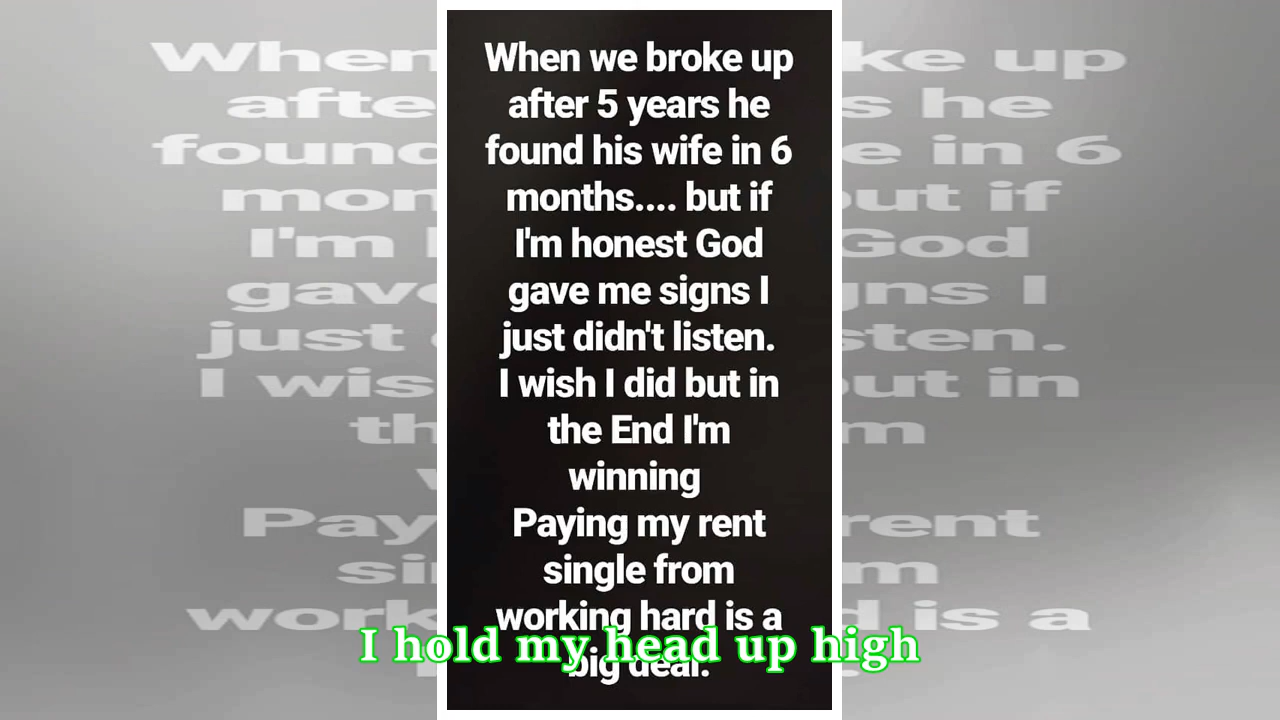 When we broke up
after 5 years he
found his wife in 6
months.... but if
I'm honest God
gave me signs I
just didn't listen.
I wish I did but in
the End I'm
winning
Paying my rent
single from
working hard is a
big deal.
I hold my head up high